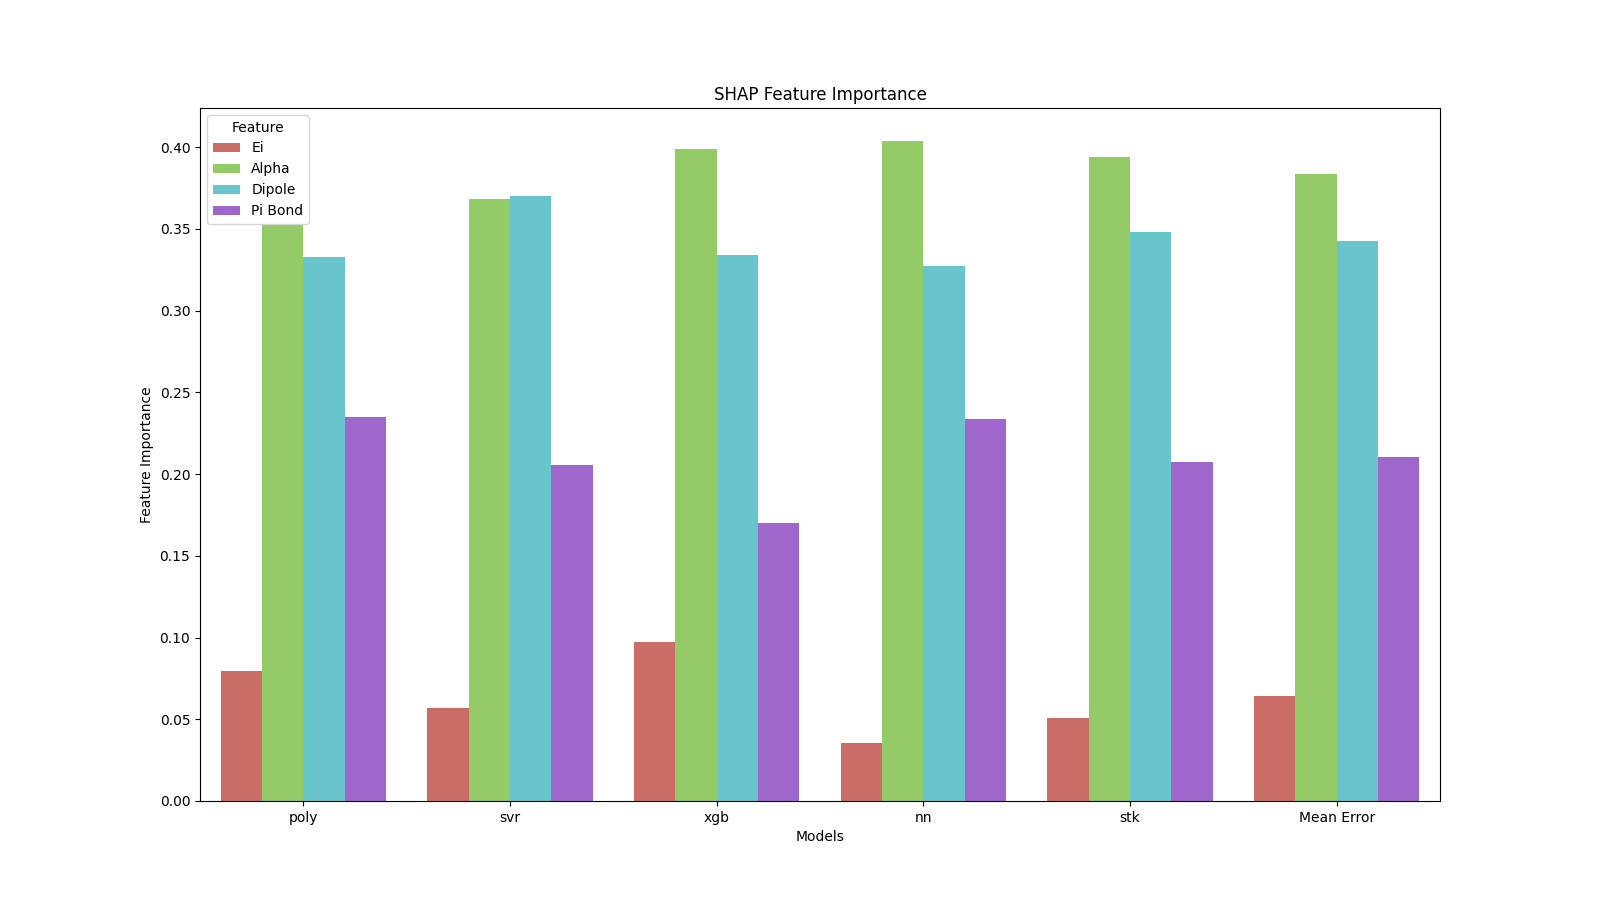 SHAP Feature Importance
Feature
Ei
Alpha
Dipole
Pi Bond
0.40
0.35
0.30
0.25
0.20
0.15
0.10
0.05
0.00
Feature Importance
poly svr xgb nn stk Mean Error
Models